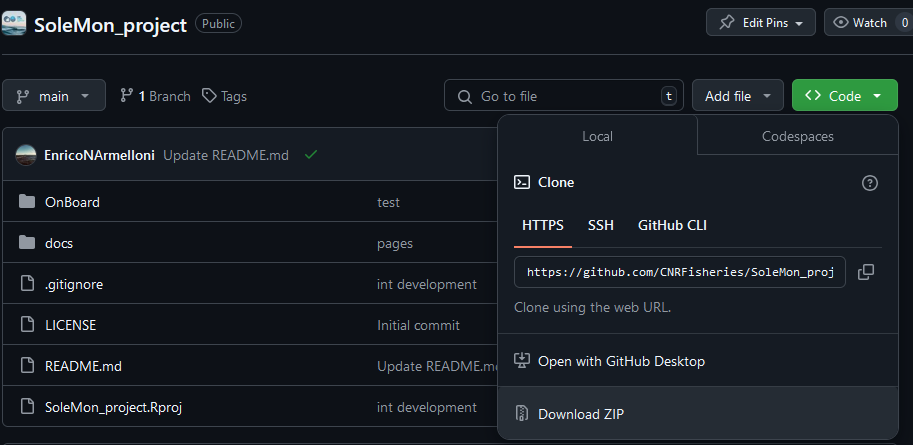 SoleMon_project Public Edit Pins Watch 0
main 1 Branch Tags Go to file t Add file Code
Local Codespaces
EnricoNArmelloni Update README.md
Clone
OnBoard test
HTTPS SSH GitHub CLI
docs pages
https://github.com/CNRFisheries/SoleMon_proj
.gitignore int development
Clone using the web URL.
LICENSE Initial commit
README.md Update README.m
Open with GitHub Desktop
SoleMon_project.Rproj int development
Download ZIP